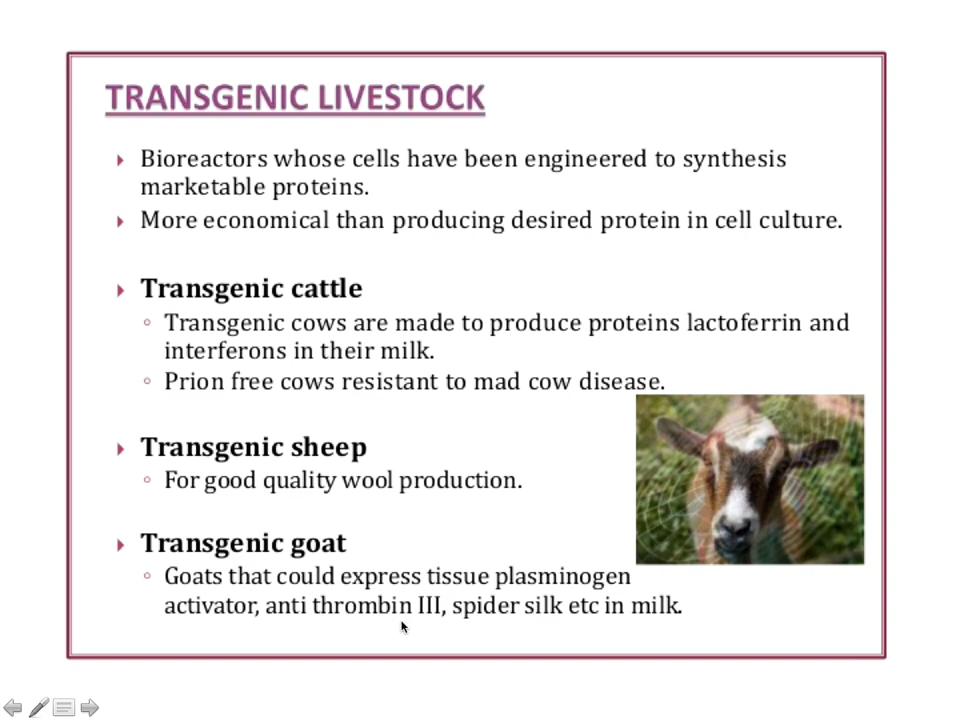 TRANSGENIC LIVESTOCK
Bioreactors whose cells have been engineered to synthesis
marketable proteins.
More economical than producing desired protein in cell culture.
Transgenic cattle
Transgenic cows are made to produce proteins lactoferrin and
interferons in their milk.
Prion free cows resistant to mad cow disease.
Transgenic sheep
For good quality wool production.
Transgenic goat
Goats that could express tissue plasminogen
activator, anti thrombin III, spider silk etc in milk.